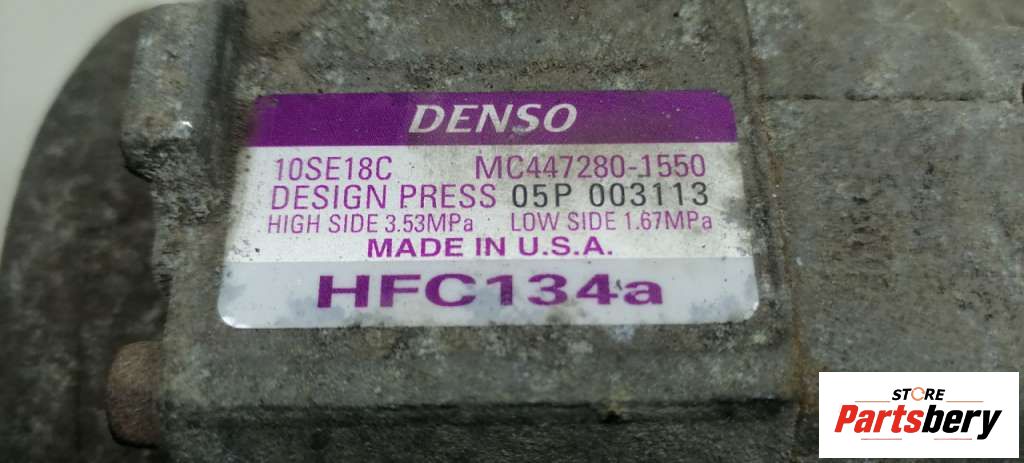 DENSO
10SE18C MC447280-1550
DESIGN PRESS 05P 003113
HIGH SIDE 3.53MPa LOW SIDE 1.67MPa
MADE IN U.S.A.
HFC134a
STORE
Partsbery